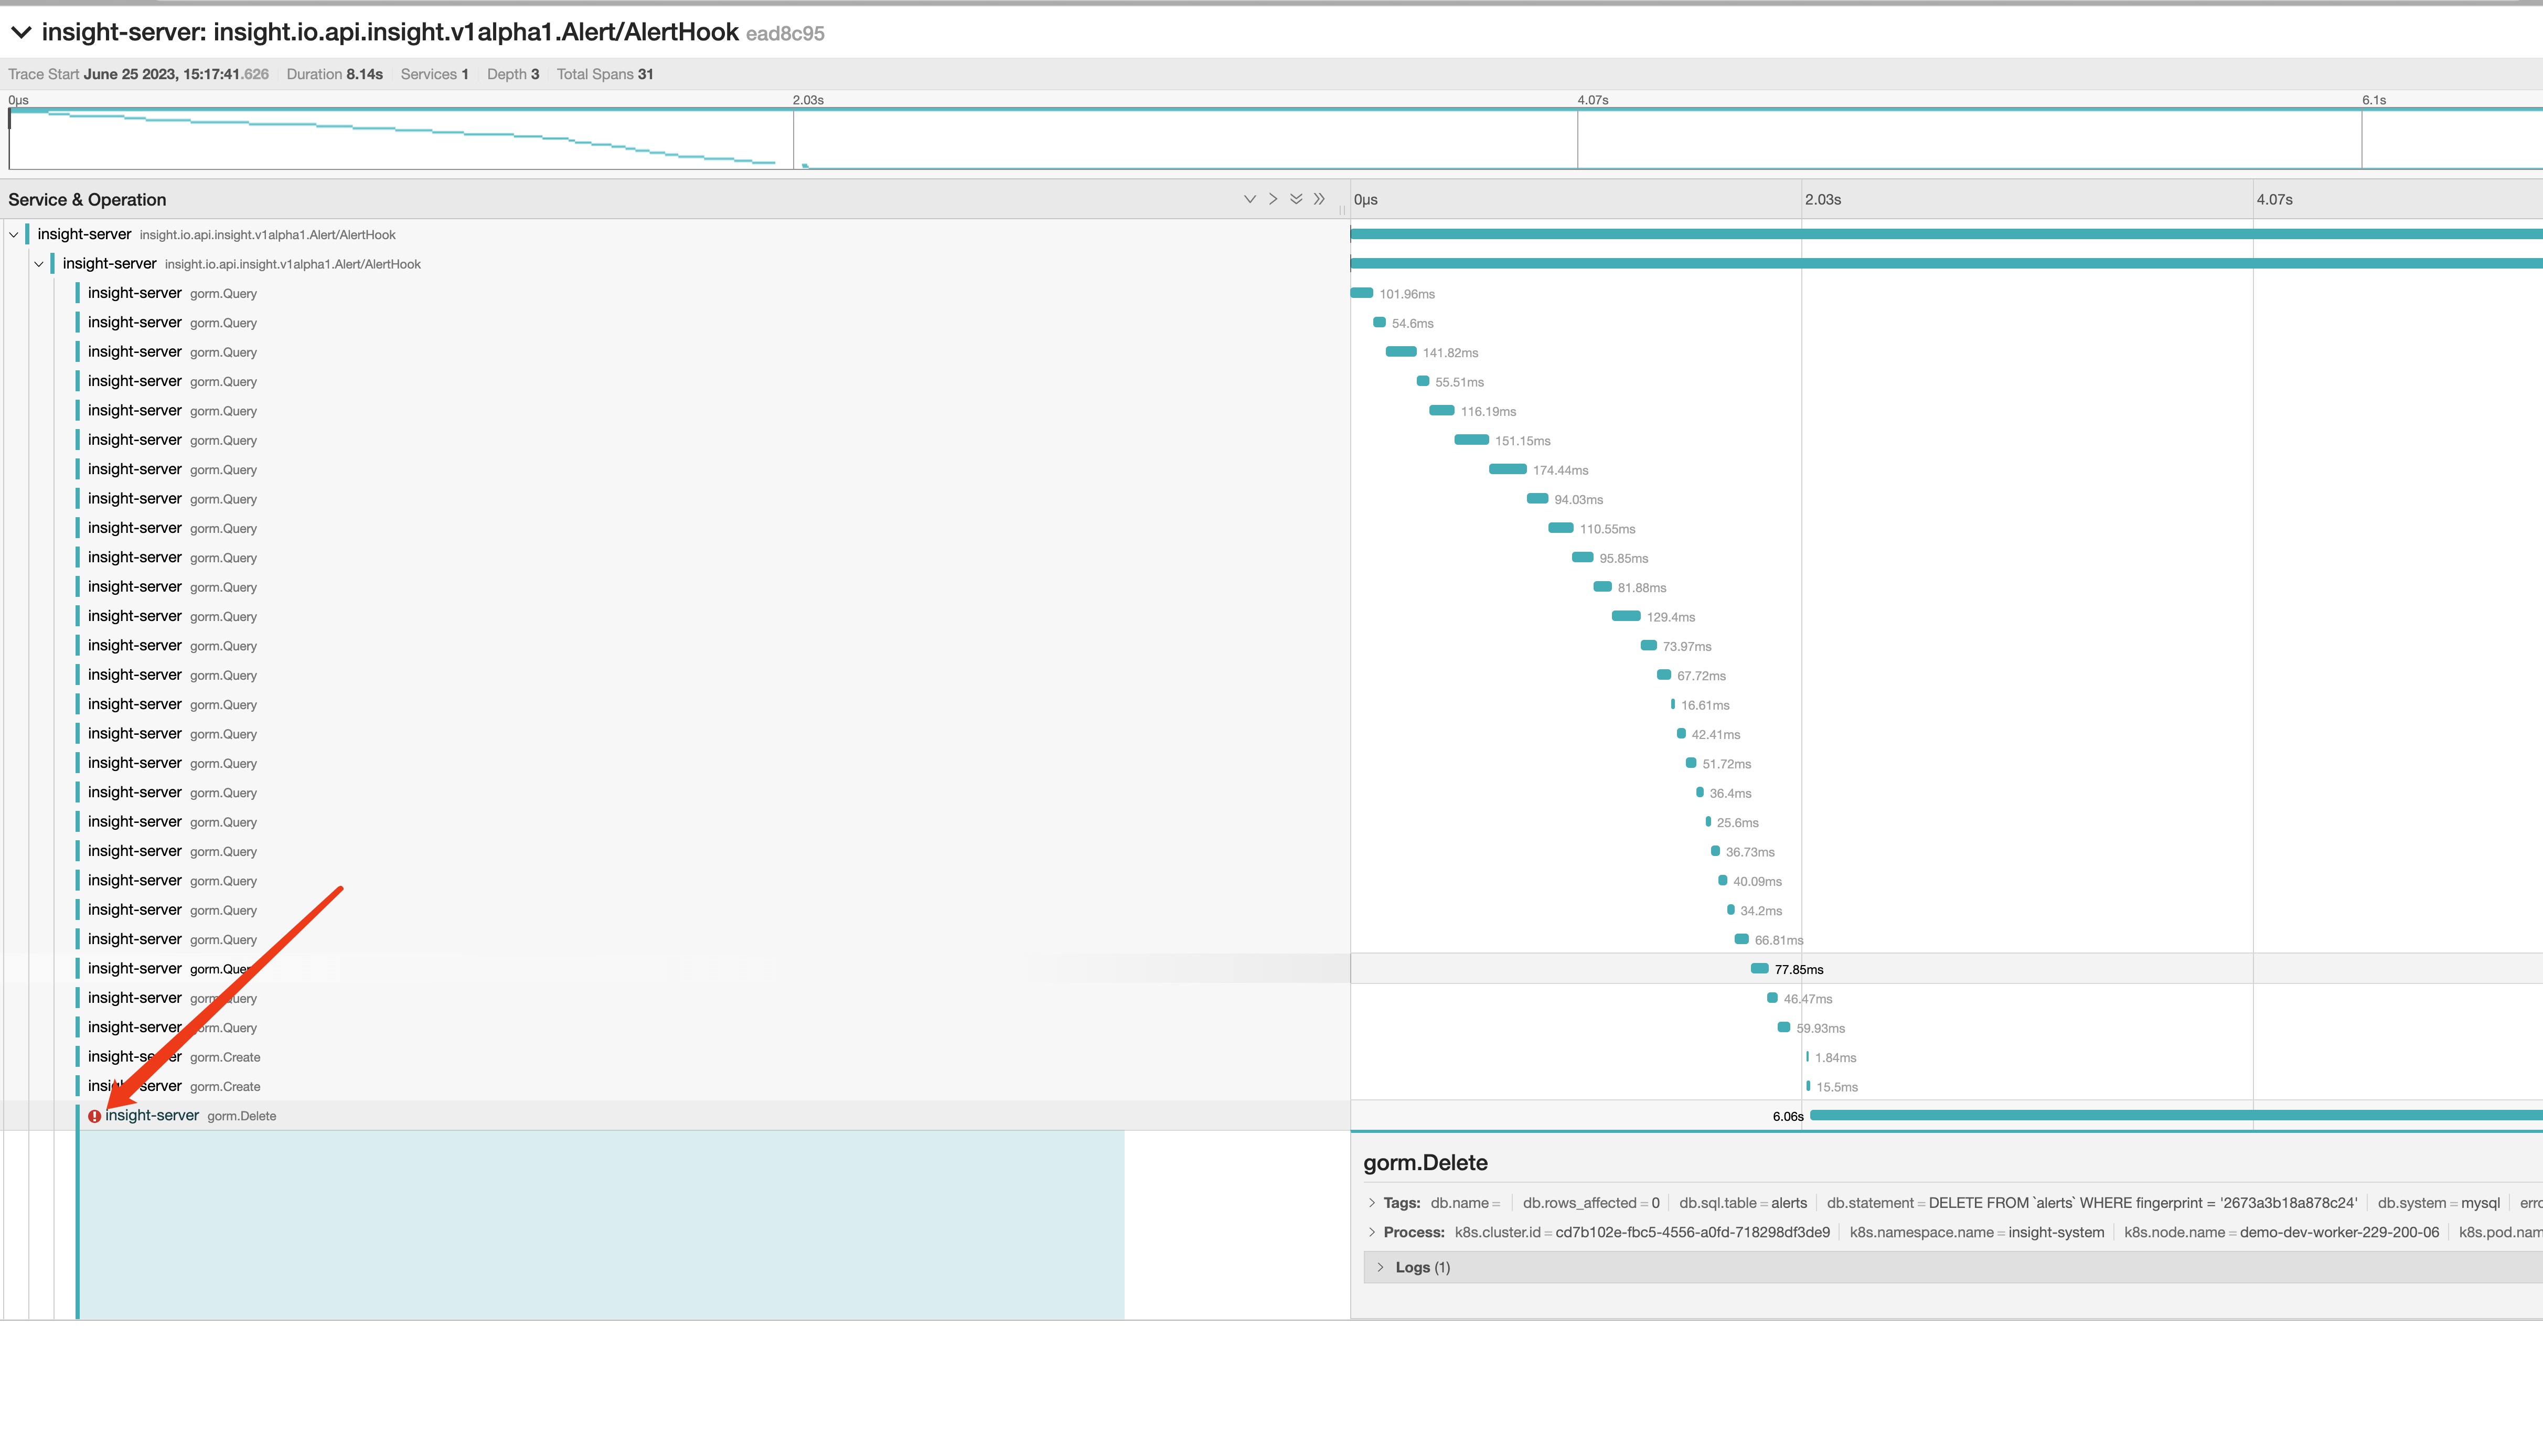 insight-server: insight.io.api.insight.v1alpha1.Alert/AlertHook ead8c95
Trace Start June 25 2023, 15:17:41.626 Duration 8.14s Services 1 Depth 3 Total Spans 31
0μs 2.03s 4.07s 6.1s
Service & Operation 0μs 2.03s 4.07s
insight-server insight.io.api.insight.v1alpha1.Alert/AlertHook
insight-server insight.io.api.insight.v1alpha1.Alert/AlertHook
insight-server gorm.Query 101.96ms
insight-server gorm.Query 54.6ms
insight-server gorm.Query 141.82ms
insight-server gorm.Query 55.51ms
insight-server gorm.Query 116.19ms
insight-server gorm.Query 151.15ms
insight-server gorm.Query 174.44ms
insight-server gorm.Query 94.03ms
insight-server gorm.Query 110.55ms
insight-server gorm.Query 95.85ms
insight-server gorm.Query 81.88ms
insight-server gorm.Query 129.4ms
insight-server gorm.Query 73.97ms
insight-server gorm.Query 67.72ms
insight-server gorm.Query 16.61ms
insight-server gorm.Query 42.41ms
insight-server gorm.Query 51.72ms
insight-server gorm.Query 36.4ms
insight-server gorm.Query 25.6ms
insight-server gorm.Query 36.73ms
insight-server gorm.Query 40.09ms
insight-server gorm.Query 34.2ms
insight-server gorm.Query 66.81ms
insight-server gorm.Query 77.85ms
insight-server gorm.Query 46.47ms
insight-server gorm.Query 59.93ms
insight-server gorm.Create 1.84ms
insight-server gorm.Create 15.5ms
insight-server gorm.Delete 6.06s
gorm.Delete
Tags: db.name = db.rows_affected = 0 db.sql.table = alerts db.statement = DELETE FROM `alerts` WHERE fingerprint = '2673a3b18a878c24' db.system = mysql erro
Process: k8s.cluster.id = cd7b102e-fbc5-4556-a0fd-718298df3de9 k8s.namespace.name = insight-system k8s.node.name = demo-dev-worker-229-200-06 k8s.pod.nam
Logs (1)